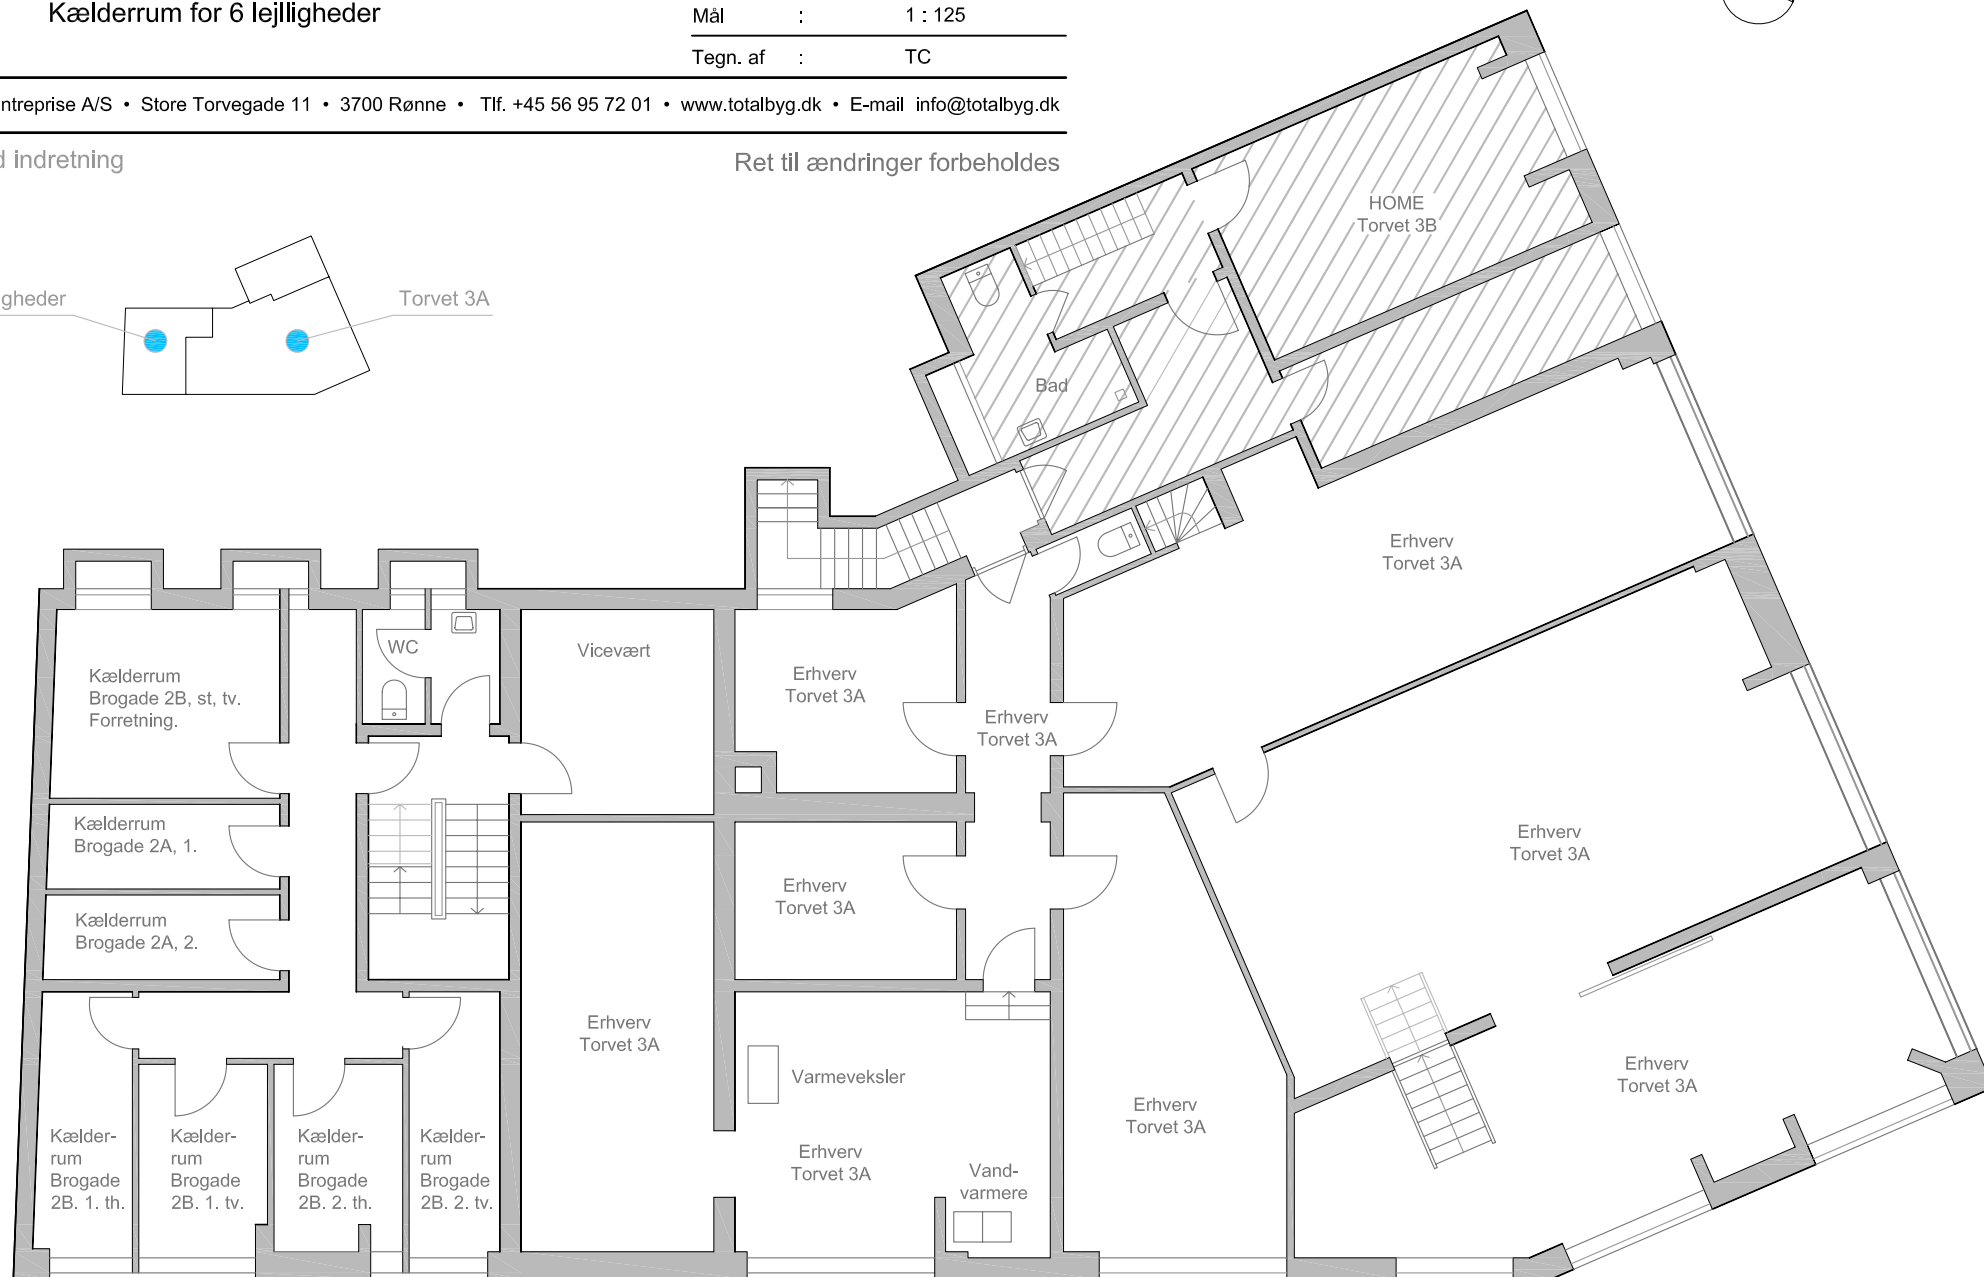 Kælderrum for 6 lejlligheder
Mål : 1 : 125
Tegn. af : TC
ntreprise A/S • Store Torvegade 11 • 3700 Rønne • Tlf. +45 56 95 72 01 • www.totalbyg.dk • E-mail info@totalbyg.dk
d indretning
Ret til ændringer forbeholdes
gheder
Torvet 3A
HOME
Torvet 3B
Bad
Erhverv
Torvet 3A
WC
Vicevært
Kælderrum
Brogade 2B, st, tv.
Forretning.
Erhverv
Torvet 3A
Erhverv
Torvet 3A
Kælderrum
Brogade 2A, 1.
Erhverv
Torvet 3A
Erhverv
Torvet 3A
Kælderrum
Brogade 2A, 2.
Erhverv
Torvet 3A
Varmeveksler
Erhverv
Torvet 3A
Erhverv
Torvet 3A
Kælder-
rum
Brogade
2B. 1. th.
Kælder-
rum
Brogade
2B. 1. tv.
Kælder-
rum
Brogade
2B. 2. th.
Kælder-
rum
Brogade
2B. 2. tv.
Erhverv
Torvet 3A
Vand-
varmere